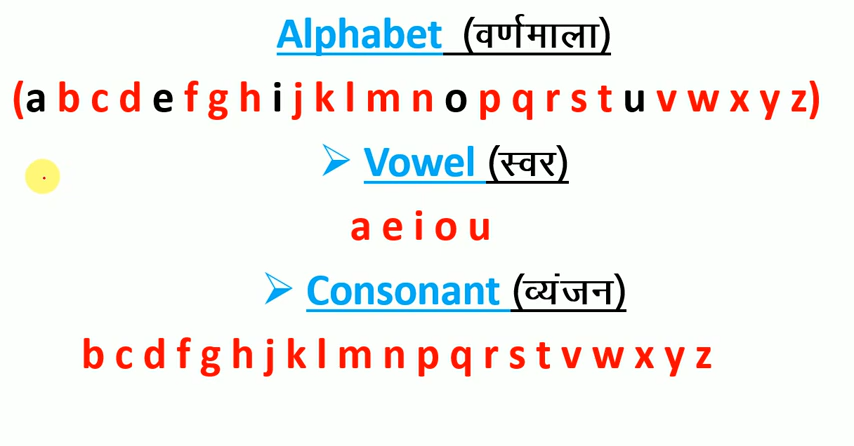 Alphabet (वर्णमाला)
(a b c d e f g h i j k l m n o p q r s t u v w x y z)
➢ Vowel (स्वर)
a e i o u
➢ Consonant (व्यंजन)
b c d f g h j k l m n p q r s t v w x y z